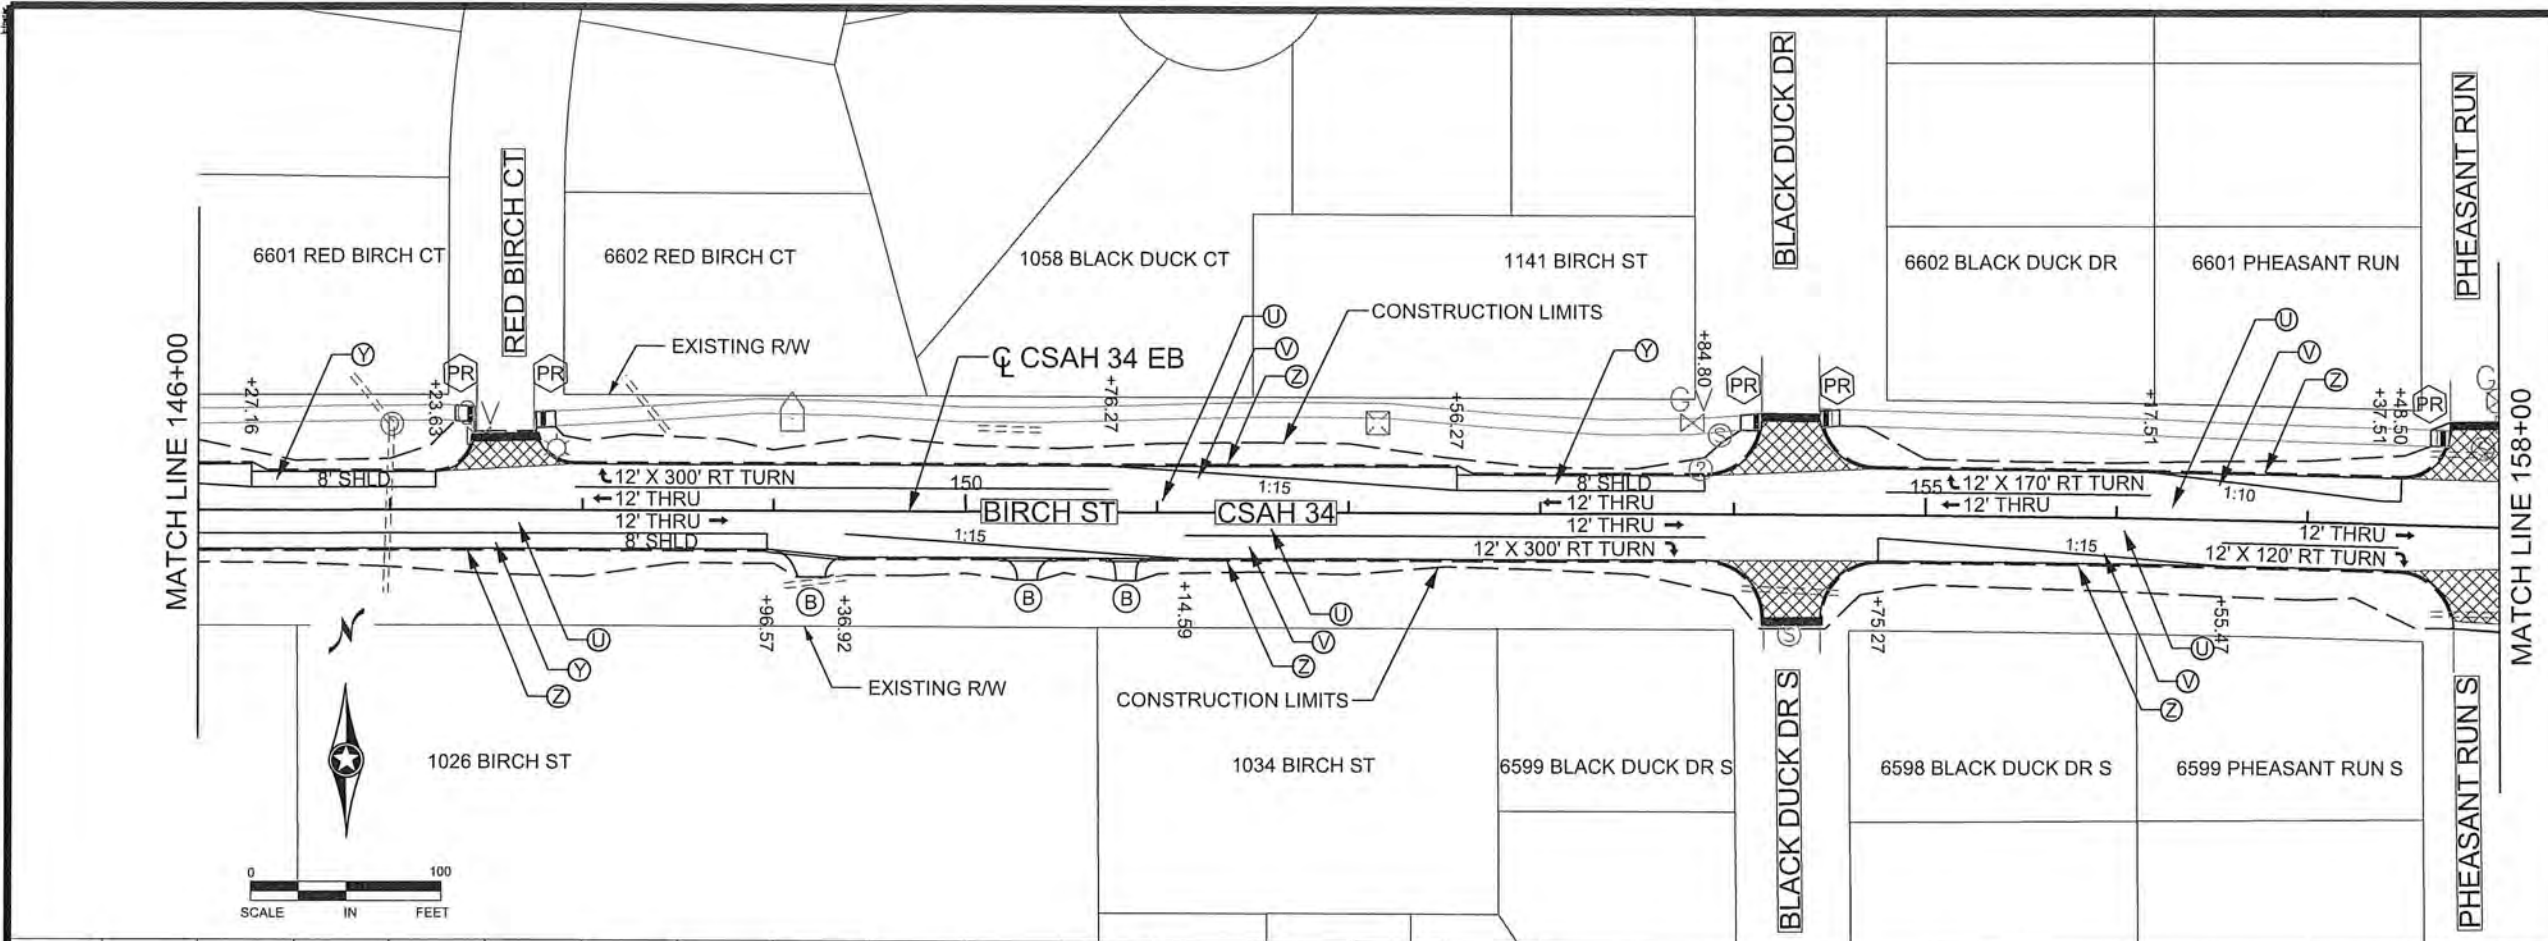 MATCH LINE 146+00
RED BIRCH CT
BLACK DUCK DR
PHEASANT RUN
6601 RED BIRCH CT
6602 RED BIRCH CT
1058 BLACK DUCK CT
1141 BIRCH ST
6602 BLACK DUCK DR
6601 PHEASANT RUN
CONSTRUCTION LIMITS
EXISTING R/W
℄ CSAH 34 EB
U
V
Z
Y
Y
U
V
Z
PR
PR
PR
PR
PR
+27.16
+23.63
+76.27
+56.27
+84.80
+17.51
+37.51
+48.50
V
G
V
G
S
2
8' SHLD
12' X 300' RT TURN
12' THRU
12' THRU
8' SHLD
150
1:15
1:15
BIRCH ST
CSAH 34
8' SHLD
12' THRU
12' THRU
12' X 300' RT TURN
155
12' X 170' RT TURN
12' THRU
1:10
1:15
12' THRU
12' X 120' RT TURN
B
B
B
+96.57
+36.92
+14.59
+75.27
+55.47
S
U
Y
Z
U
V
Z
U
V
Z
EXISTING R/W
CONSTRUCTION LIMITS
N
1026 BIRCH ST
1034 BIRCH ST
6599 BLACK DUCK DR S
6598 BLACK DUCK DR S
6599 PHEASANT RUN S
BLACK DUCK DR S
PHEASANT RUN S
MATCH LINE 158+00
0 100
SCALE IN FEET